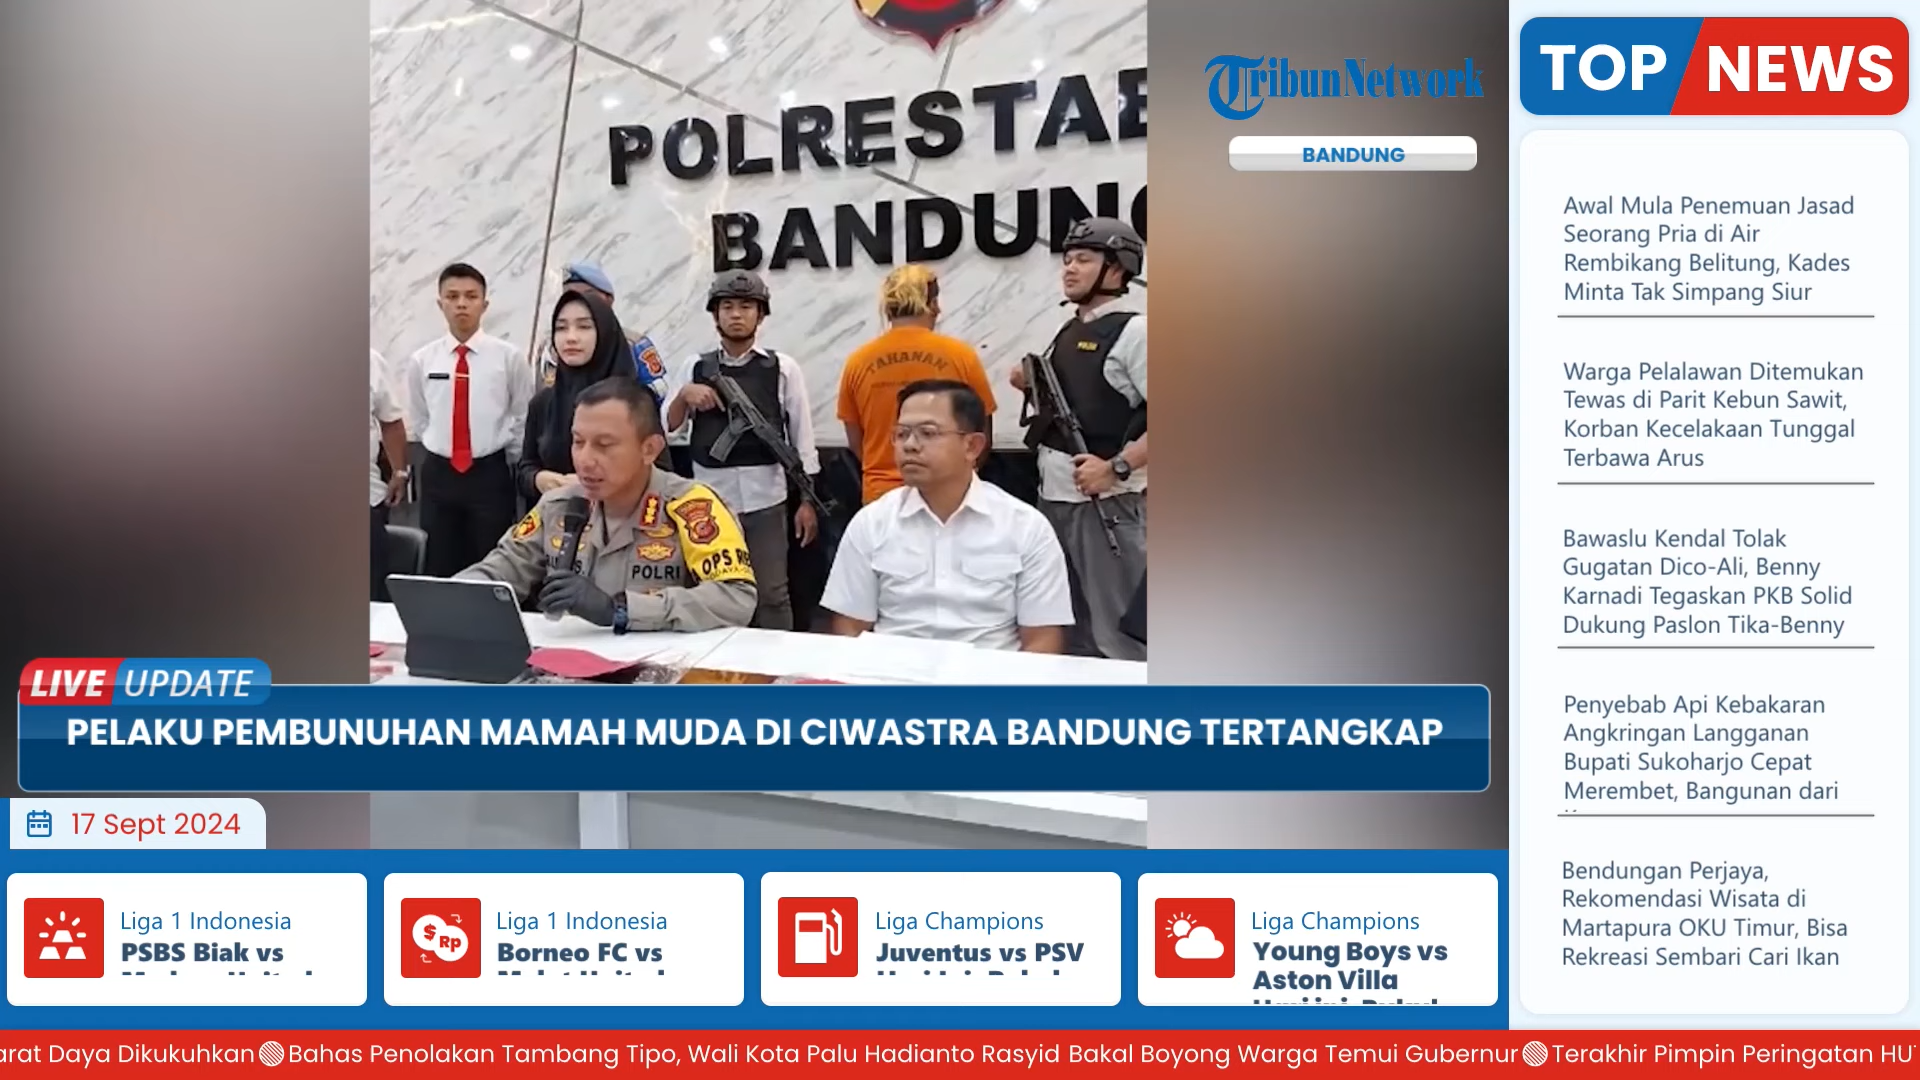 POLRESTAB
BANDUNG
TAHANAN
POLRI
OPS
TribunNetwork
BANDUNG
LIVE UPDATE
PELAKU PEMBUNUHAN MAMAH MUDA DI CIWASTRA BANDUNG TERTANGKAP
17 Sept 2024
TOP NEWS
Awal Mula Penemuan Jasad
Seorang Pria di Air
Rembikang Belitung, Kades
Minta Tak Simpang Siur
Warga Pelalawan Ditemukan
Tewas di Parit Kebun Sawit,
Korban Kecelakaan Tunggal
Terbawa Arus
Bawaslu Kendal Tolak
Gugatan Dico-Ali, Benny
Karnadi Tegaskan PKB Solid
Dukung Paslon Tika-Benny
Penyebab Api Kebakaran
Angkringan Langganan
Bupati Sukoharjo Cepat
Merembet, Bangunan dari
Bendungan Perjaya,
Rekomendasi Wisata di
Martapura OKU Timur, Bisa
Rekreasi Sembari Cari Ikan
Liga 1 Indonesia
PSBS Biak vs
$ Rp
Liga 1 Indonesia
Borneo FC vs
Liga Champions
Juventus vs PSV
Liga Champions
Young Boys vs
Aston Villa
arat Daya Dikukuhkan Bahas Penolakan Tambang Tipo, Wali Kota Palu Hadianto Rasyid Bakal Boyong Warga Temui Gubernur Terakhir Pimpin Peringatan HU